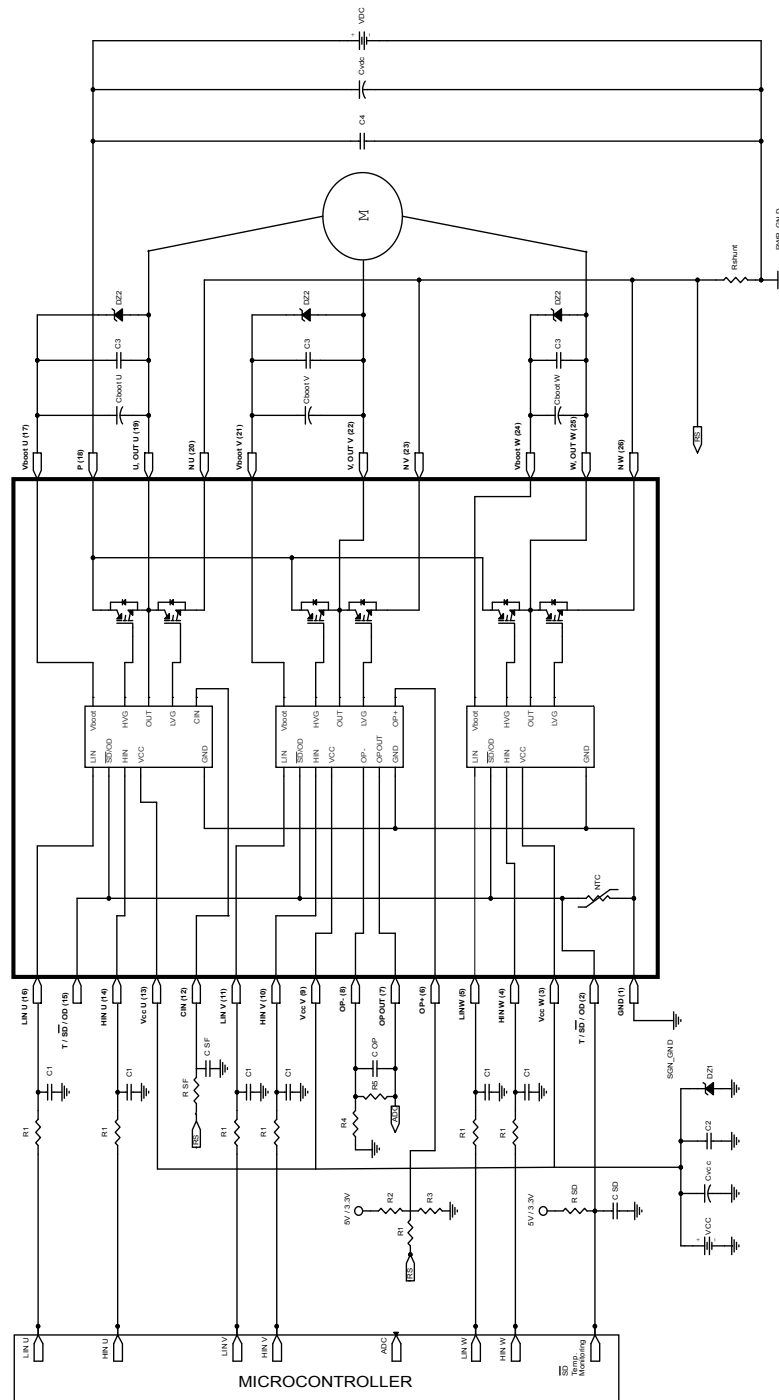 VDC
+
-
Cvdc
C4
M
DZ2
C3
Cboot U
DZ2
C3
Cboot V
DZ2
C3
Cboot W
Rshunt
RS
Vboot U (17)
P (18)
U, OUT U (19)
N U (20)
Vboot V (21)
V, OUT V (22)
N V (23)
Vboot W (24)
W, OUT W (25)
N W (26)
Vboot
HVG
OUT
LVG
CIN
LIN
SD/OD
HIN
VCC
GND
Vboot
HVG
OUT
LVG
OP+
LIN
SD/OD
HIN
VCC
OP-
OPOUT
GND
Vboot
HVG
OUT
LVG
LIN
SD/OD
HIN
VCC
GND
NTC
LIN U (16)
T / SD / OD (15)
HIN U (14)
Vcc U (13)
CIN (12)
LIN V (11)
HIN V (10)
Vcc V (9)
OP- (8)
OPOUT (7)
OP+ (6)
LIN W (5)
HIN W (4)
Vcc W (3)
T / SD / OD (2)
GND (1)
C1
R1
C1
R1
C SF
R SF
RS
C1
R1
C1
R1
C OP
R5
R4
ADC
5V / 3.3V
R2
R3
R1
RS
C1
R1
C1
R1
5V / 3.3V
R SD
C SD
SGN_GND
DZ1
C2
Cvcc
VCC
+
-
LIN U
HIN U
LIN V
HIN V
ADC
LIN W
HIN W
SD
Temp.
Monitoring
MICROCONTROLLER